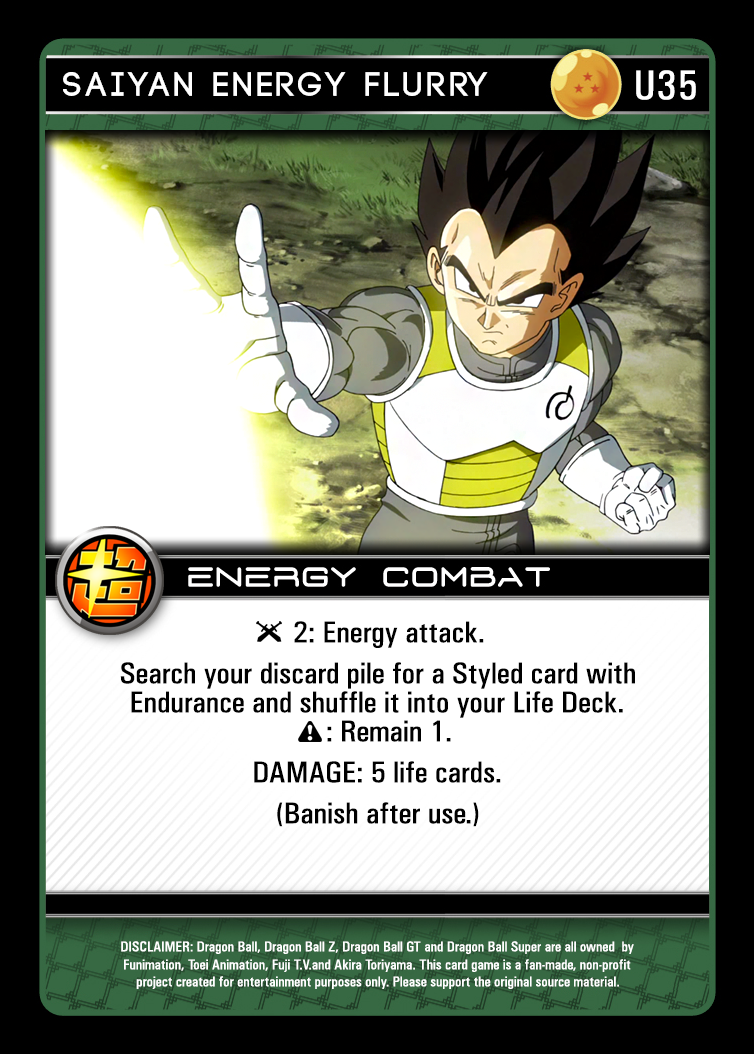 SAIYAN ENERGY FLURRY U35
ENERGY COMBAT
2: Energy attack.
Search your discard pile for a Styled card with
Endurance and shuffle it into your Life Deck.
: Remain 1.
DAMAGE: 5 life cards.
(Banish after use.)
DISCLAIMER: Dragon Ball, Dragon Ball Z, Dragon Ball GT and Dragon Ball Super are all owned by
Funimation, Toei Animation, Fuji T.V.and Akira Toriyama. This card game is a fan-made, non-profit
project created for entertainment purposes only. Please support the original source material.